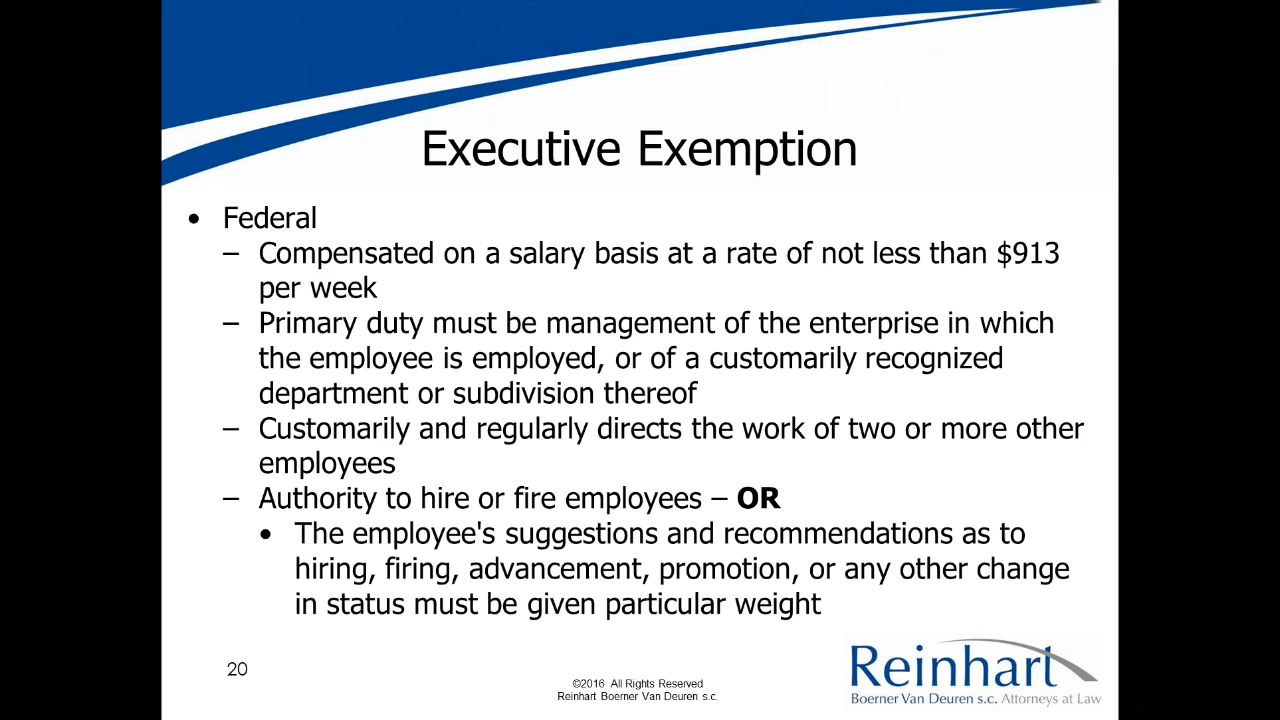 Executive Exemption
• Federal
– Compensated on a salary basis at a rate of not less than $913
per week
– Primary duty must be management of the enterprise in which
the employee is employed, or of a customarily recognized
department or subdivision thereof
– Customarily and regularly directs the work of two or more other
employees
– Authority to hire or fire employees – OR
• The employee's suggestions and recommendations as to
hiring, firing, advancement, promotion, or any other change
in status must be given particular weight
20
©2016 All Rights Reserved
Reinhart Boerner Van Deuren s.c.
Reinhart
Boerner Van Deuren s.c. Attorneys at Law